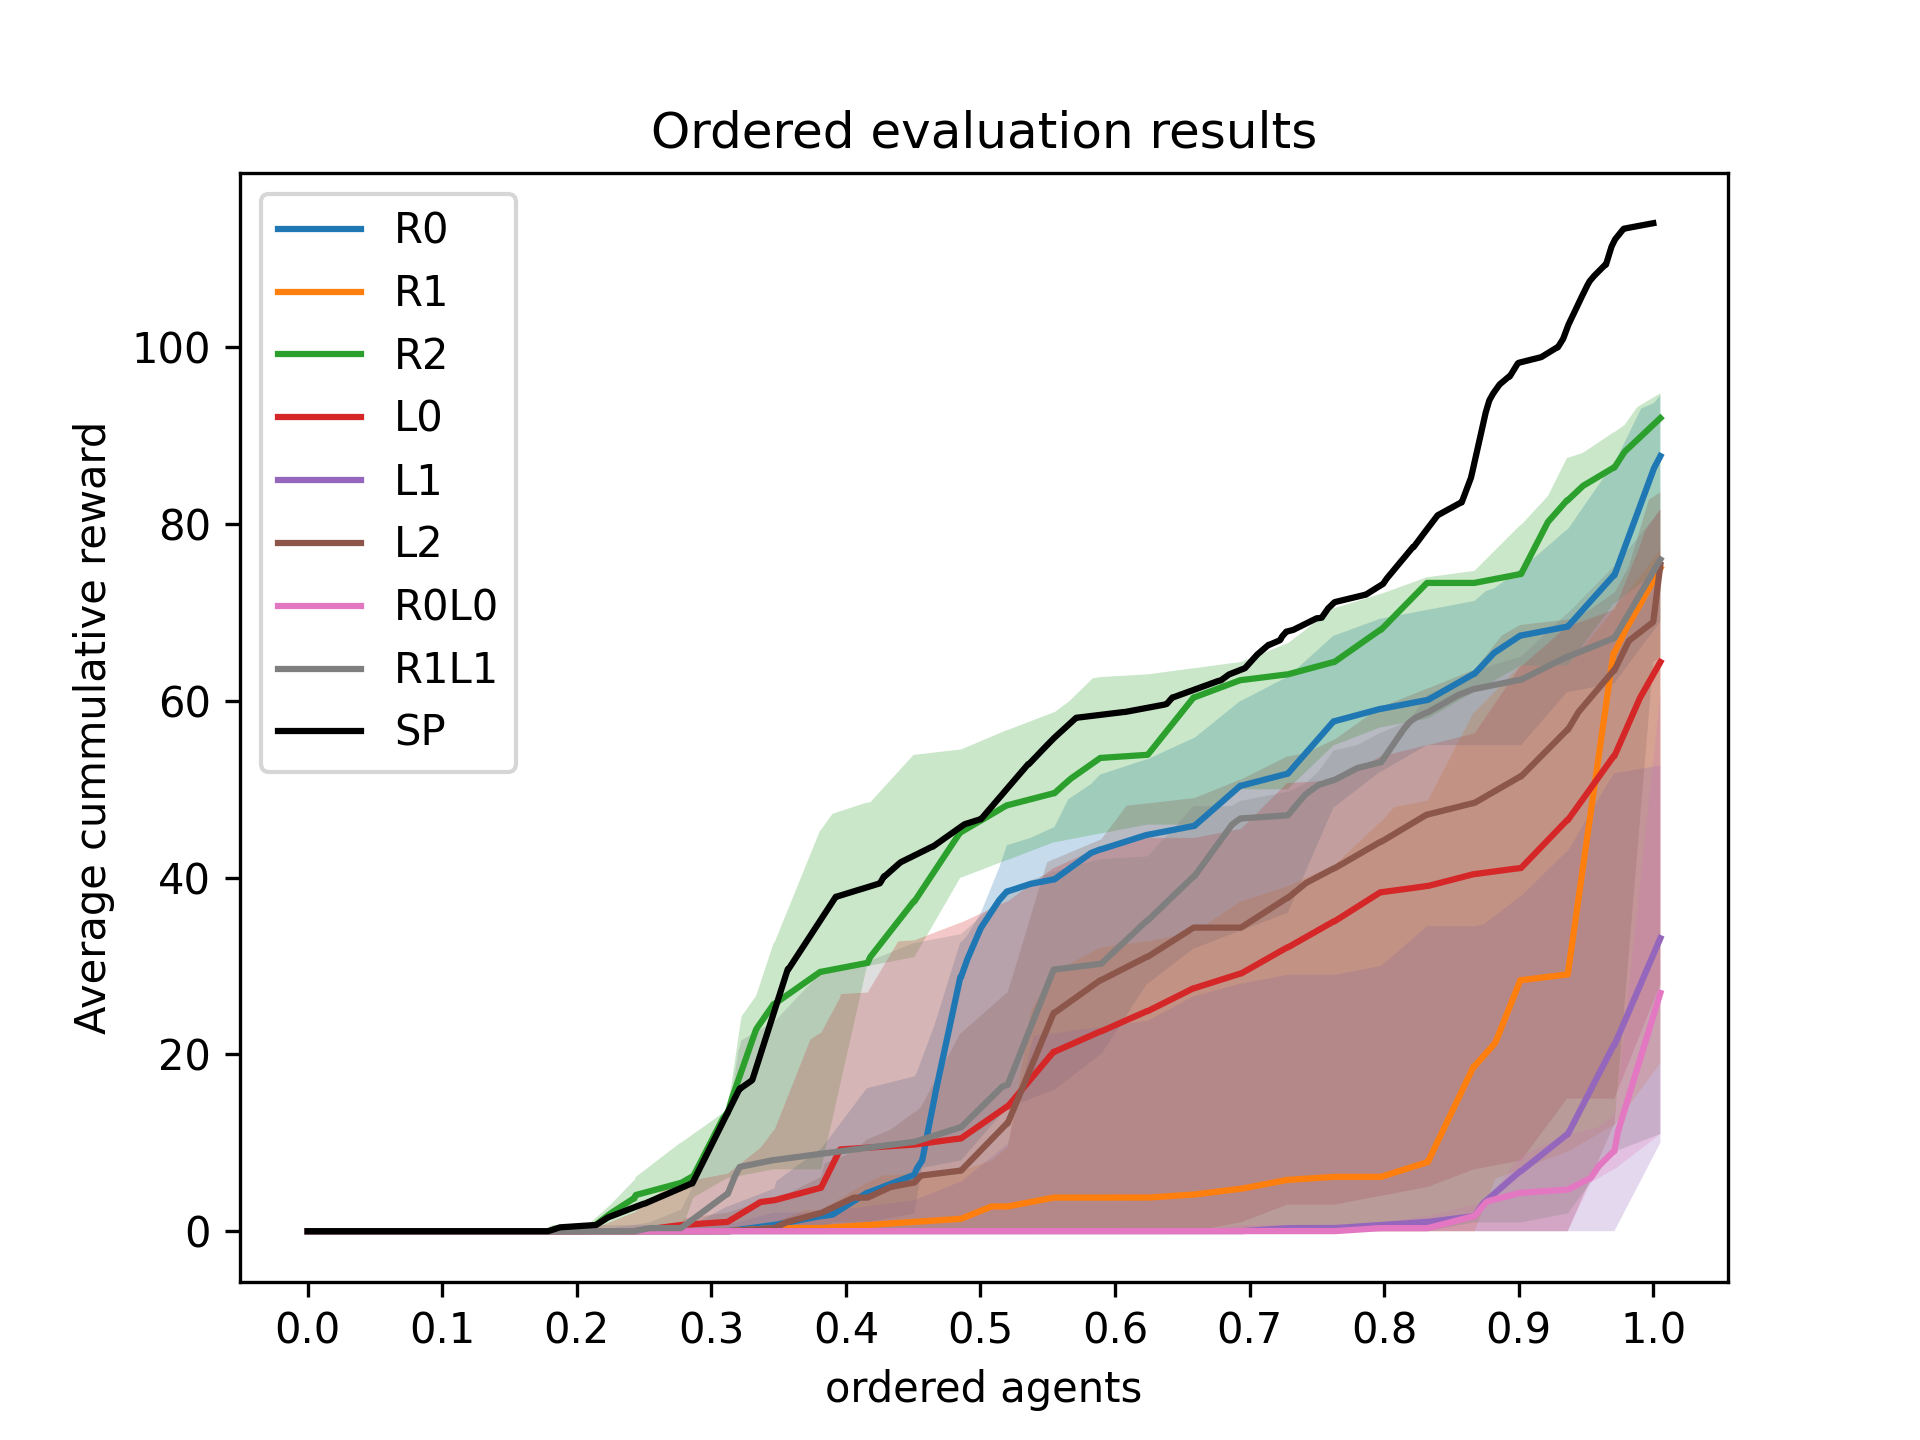 Ordered evaluation results
R0
R1
R2
L0
L1
L2
R0L0
R1L1
SP
Average cummulative reward
100
80
60
40
20
0
0.0 0.1 0.2 0.3 0.4 0.5 0.6 0.7 0.8 0.9 1.0
ordered agents